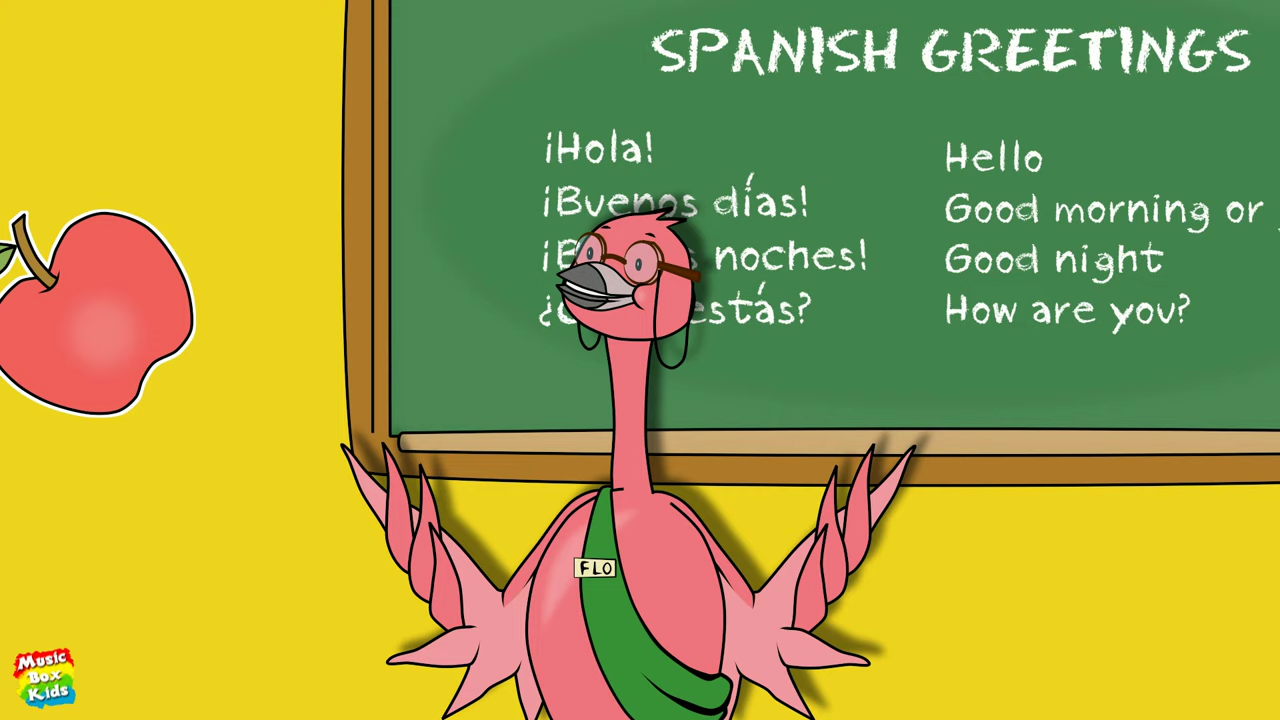 SPANISH GREETINGS
¡Hola!
Hello
¡Buenos días!
Good morning or
noches!
Good night
estás?
How are you?
FLO
Music
Box
Kids